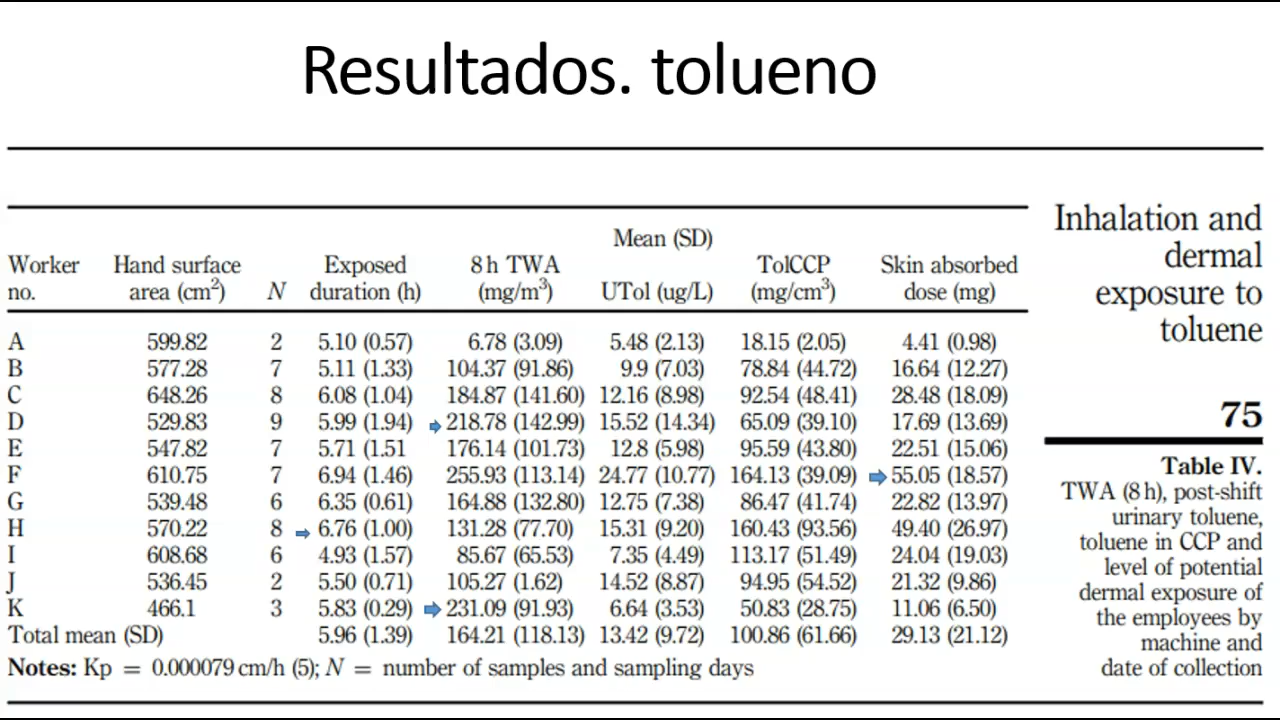 Resultados. tolueno
Mean (SD)
Worker Hand surface Exposed 8 h TWA TolCCP Skin absorbed
no. area (cm²) N duration (h) (mg/m³) UTol (ug/L) (mg/cm³) dose (mg)
A 599.82 2 5.10 (0.57) 6.78 (3.09) 5.48 (2.13) 18.15 (2.05) 4.41 (0.98)
B 577.28 7 5.11 (1.33) 104.37 (91.86) 9.9 (7.03) 78.84 (44.72) 16.64 (12.27)
C 648.26 8 6.08 (1.04) 184.87 (141.60) 12.16 (8.98) 92.54 (48.41) 28.48 (18.09)
D 529.83 9 5.99 (1.94) 218.78 (142.99) 15.52 (14.34) 65.09 (39.10) 17.69 (13.69)
E 547.82 7 5.71 (1.51 176.14 (101.73) 12.8 (5.98) 95.59 (43.80) 22.51 (15.06)
F 610.75 7 6.94 (1.46) 255.93 (113.14) 24.77 (10.77) 164.13 (39.09) 55.05 (18.57)
G 539.48 6 6.35 (0.61) 164.88 (132.80) 12.75 (7.38) 86.47 (41.74) 22.82 (13.97)
H 570.22 8 6.76 (1.00) 131.28 (77.70) 15.31 (9.20) 160.43 (93.56) 49.40 (26.97)
I 608.68 6 4.93 (1.57) 85.67 (65.53) 7.35 (4.49) 113.17 (51.49) 24.04 (19.03)
J 536.45 2 5.50 (0.71) 105.27 (1.62) 14.52 (8.87) 94.95 (54.52) 21.32 (9.86)
K 466.1 3 5.83 (0.29) 231.09 (91.93) 6.64 (3.53) 50.83 (28.75) 11.06 (6.50)
Total mean (SD) 5.96 (1.39) 164.21 (118.13) 13.42 (9.72) 100.86 (61.66) 29.13 (21.12)
Notes: Kp = 0.000079 cm/h (5); N = number of samples and sampling days
Inhalation and
dermal
exposure to
toluene
75
Table IV.
TWA (8 h), post-shift
urinary toluene,
toluene in CCP and
level of potential
dermal exposure of
the employees by
machine and
date of collection